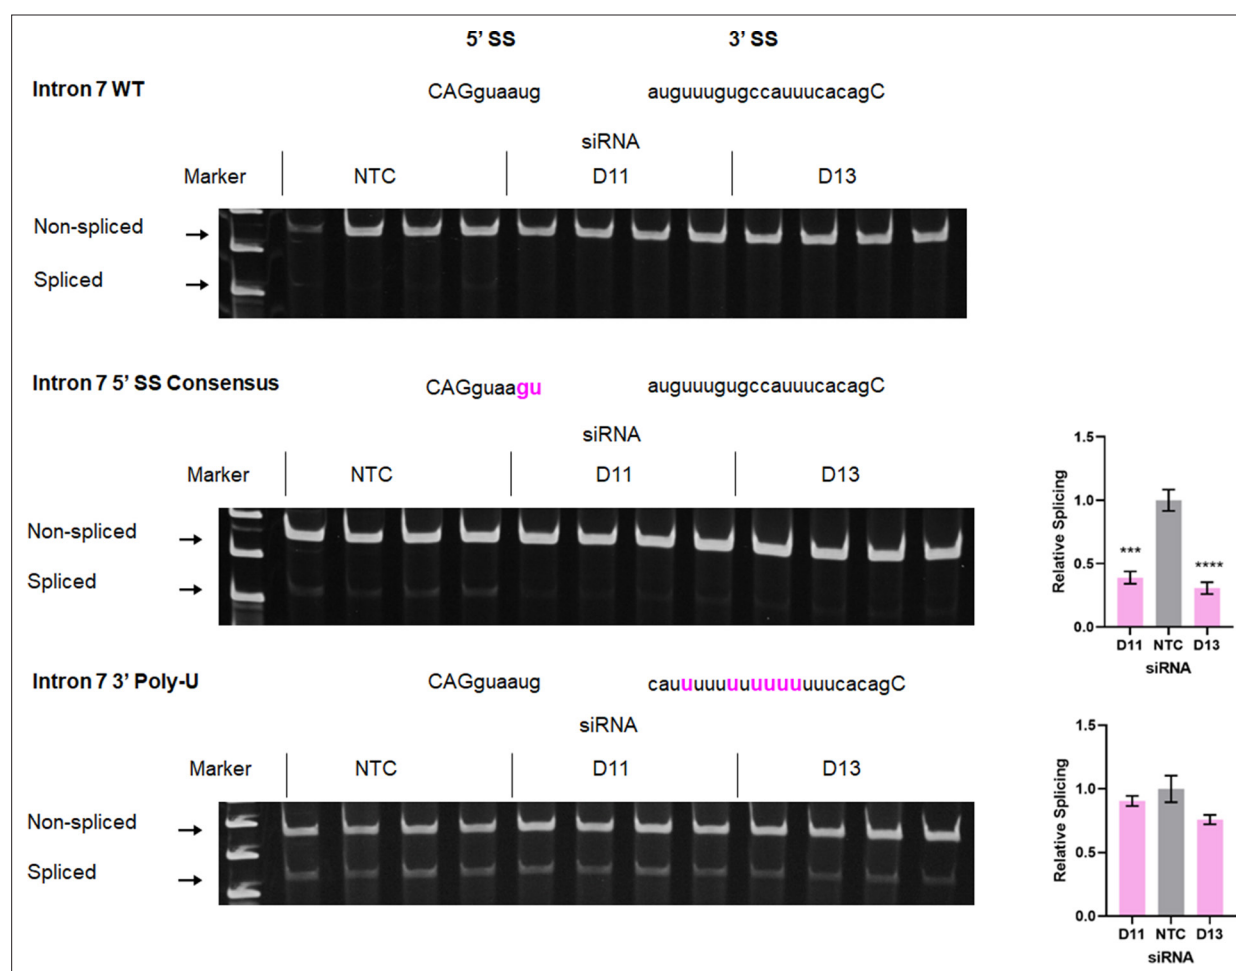 5' SS 3' SS
Intron 7 WT CAGguaaug auguuugugccauuucacagC
siRNA
Marker NTC D11 D13
Non-spliced
Spliced
Intron 7 5' SS Consensus CAGguaagu auguuugugccauuucacagC
siRNA
Marker NTC D11 D13
Non-spliced
Spliced
1.5
1.0
0.5
0.0
Relative Splicing
***
****
D11 NTC D13
siRNA
Intron 7 3' Poly-U CAGguaaug cauuuuuuuuuuuuuucacagC
siRNA
Marker NTC D11 D13
Non-spliced
Spliced
1.5
1.0
0.5
0.0
Relative Splicing
D11 NTC D13
siRNA